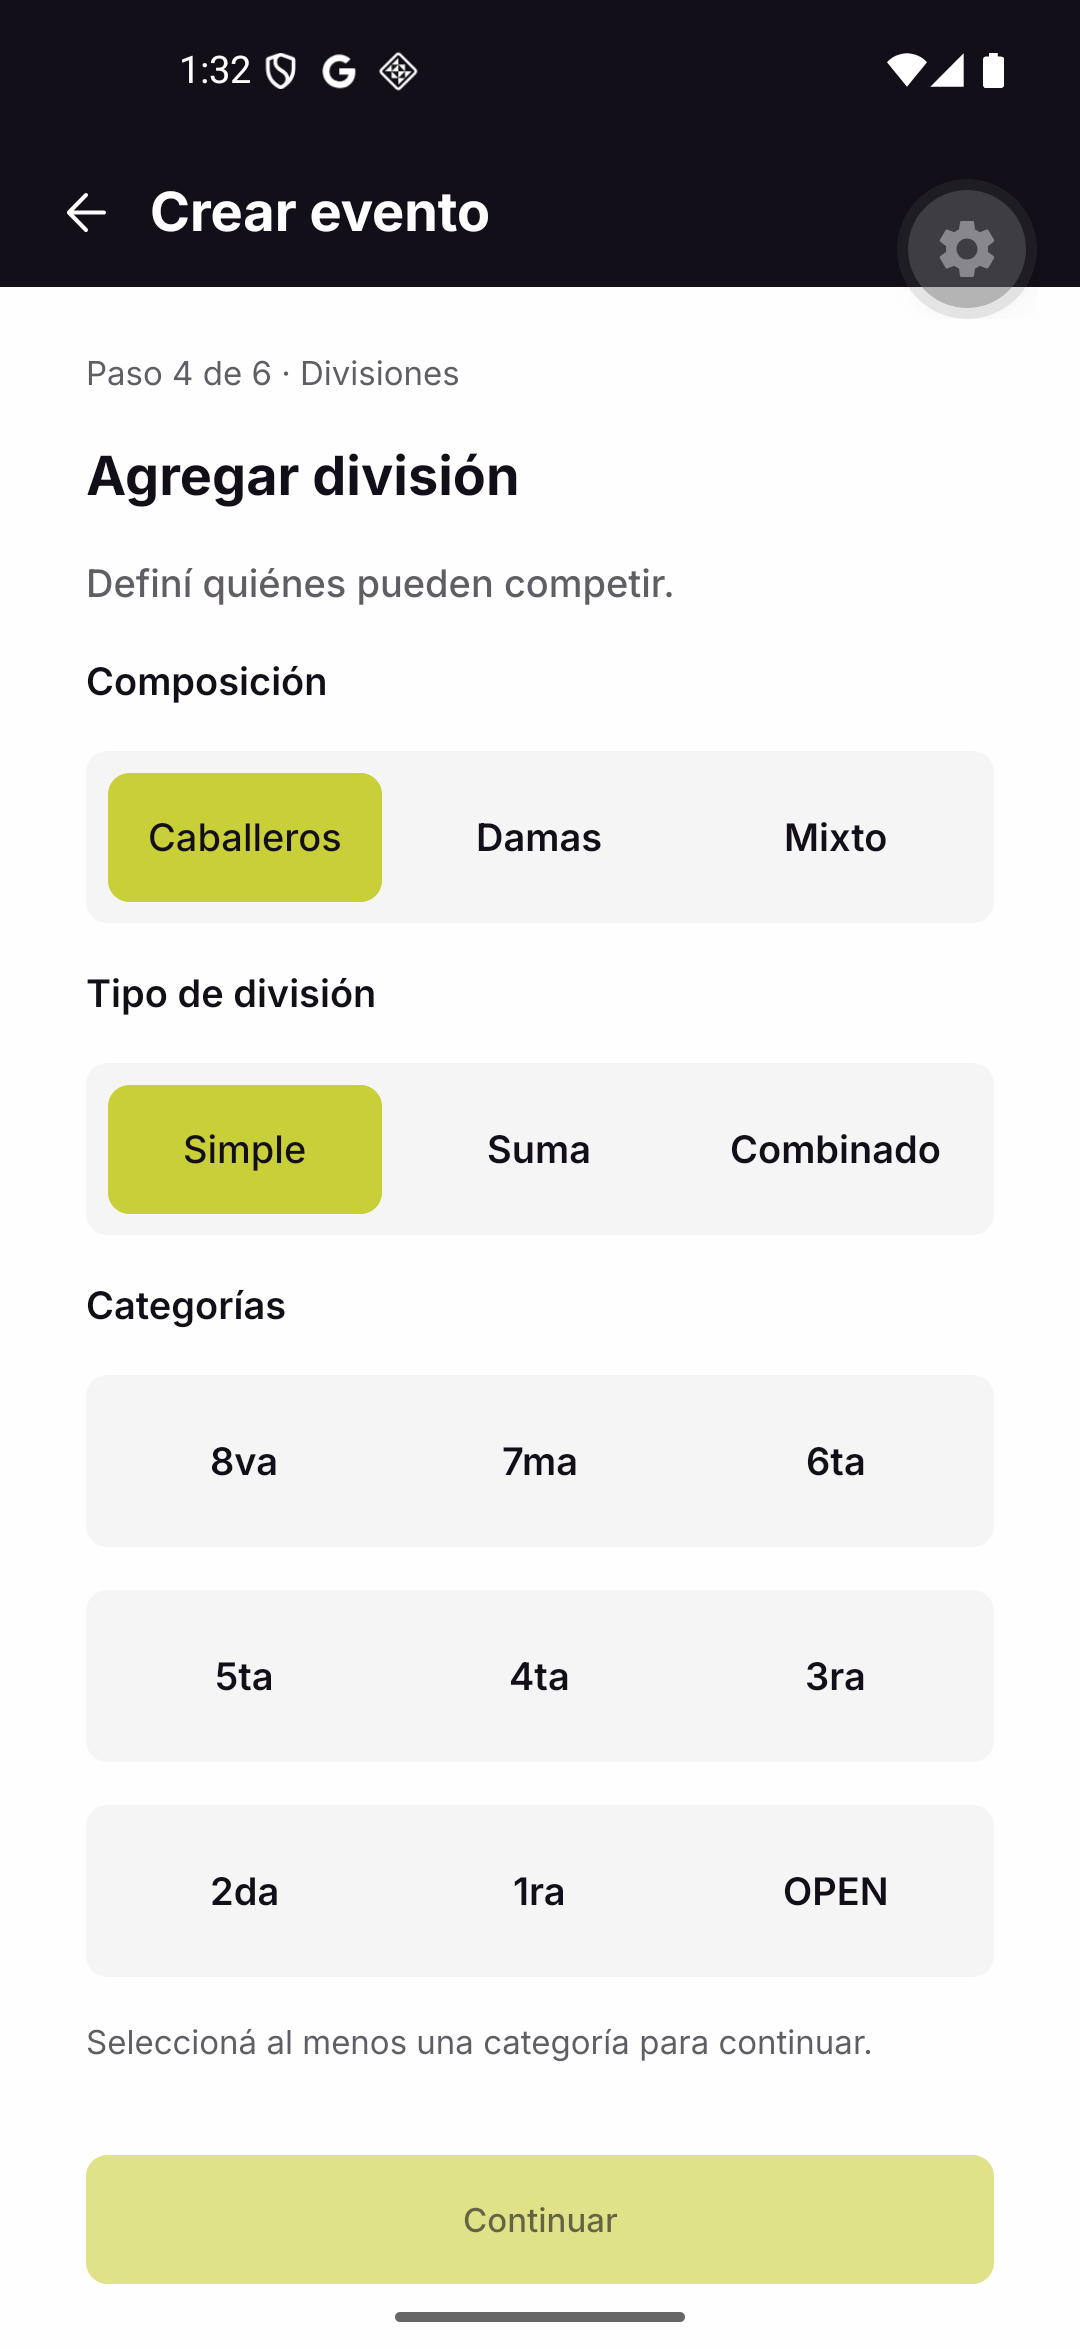 1:32
Crear evento
Paso 4 de 6 · Divisiones
Agregar división
Definí quiénes pueden competir.
Composición
Caballeros Damas Mixto
Tipo de división
Simple Suma Combinado
Categorías
8va 7ma 6ta
5ta 4ta 3ra
2da 1ra OPEN
Seleccioná al menos una categoría para continuar.
Continuar